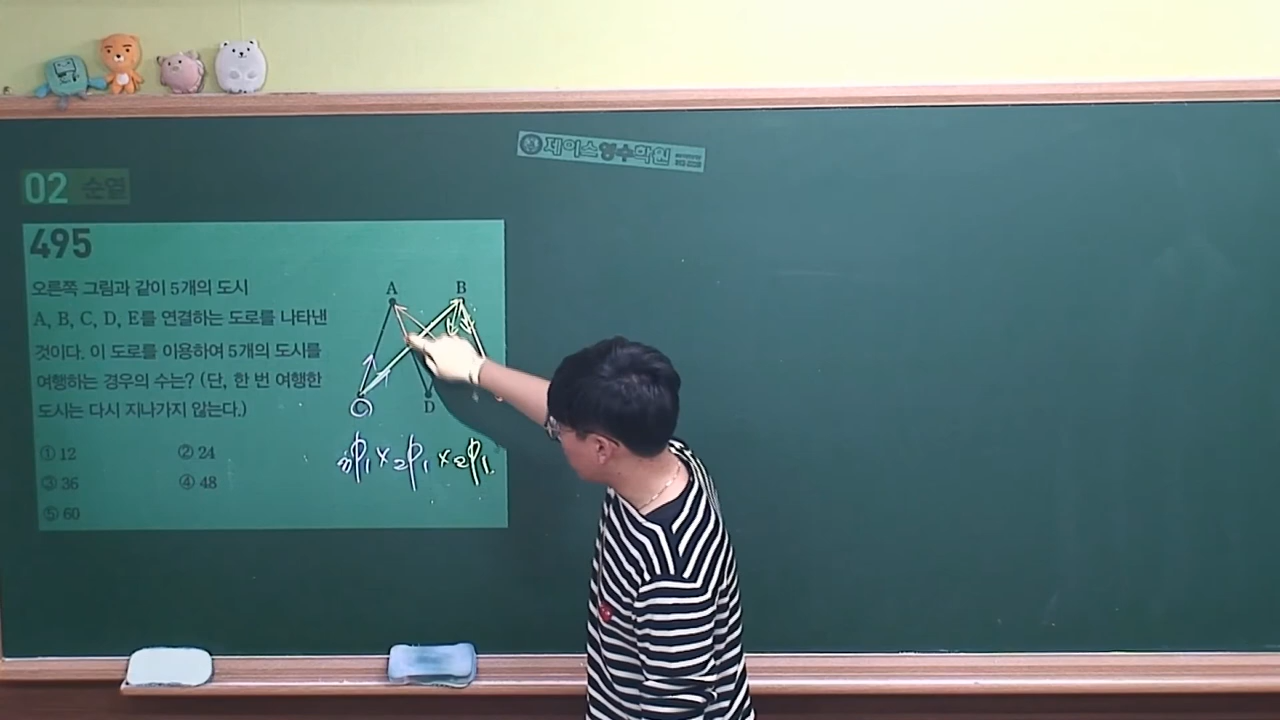 제이스영수학원
02 순열
495
오른쪽 그림과 같이 5개의 도시
A, B, C, D, E를 연결하는 도로를 나타낸
것이다. 이 도로를 이용하여 5개의 도시를
여행하는 경우의 수는? (단, 한 번 여행한
도시는 다시 지나가지 않는다.)
① 12 ② 24
③ 36 ④ 48
⑤ 60
A B
C D
₃P₁ × ₂P₁ × ₂P₁